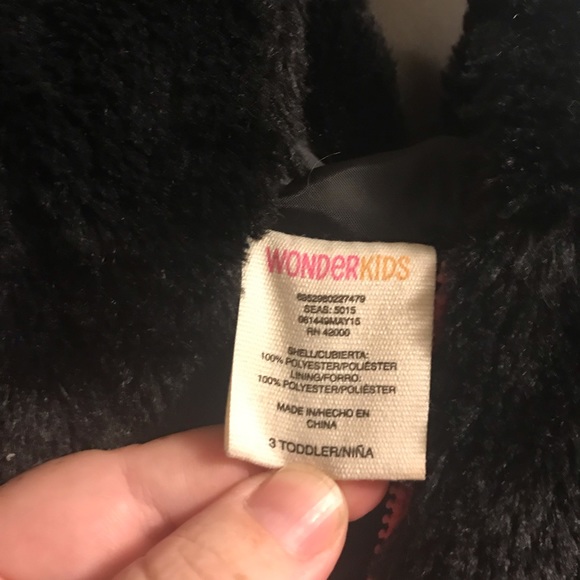 WONDERKIDS
6952980227479
SEAS: 5015
061449MAY15
RN 42000
SHELL/CUBIERTA:
100% POLYESTER/POLIÉSTER
LINING/FORRO:
100% POLYESTER/POLIÉSTER
MADE IN/HECHO EN
CHINA
3 TODDLER/NIÑA